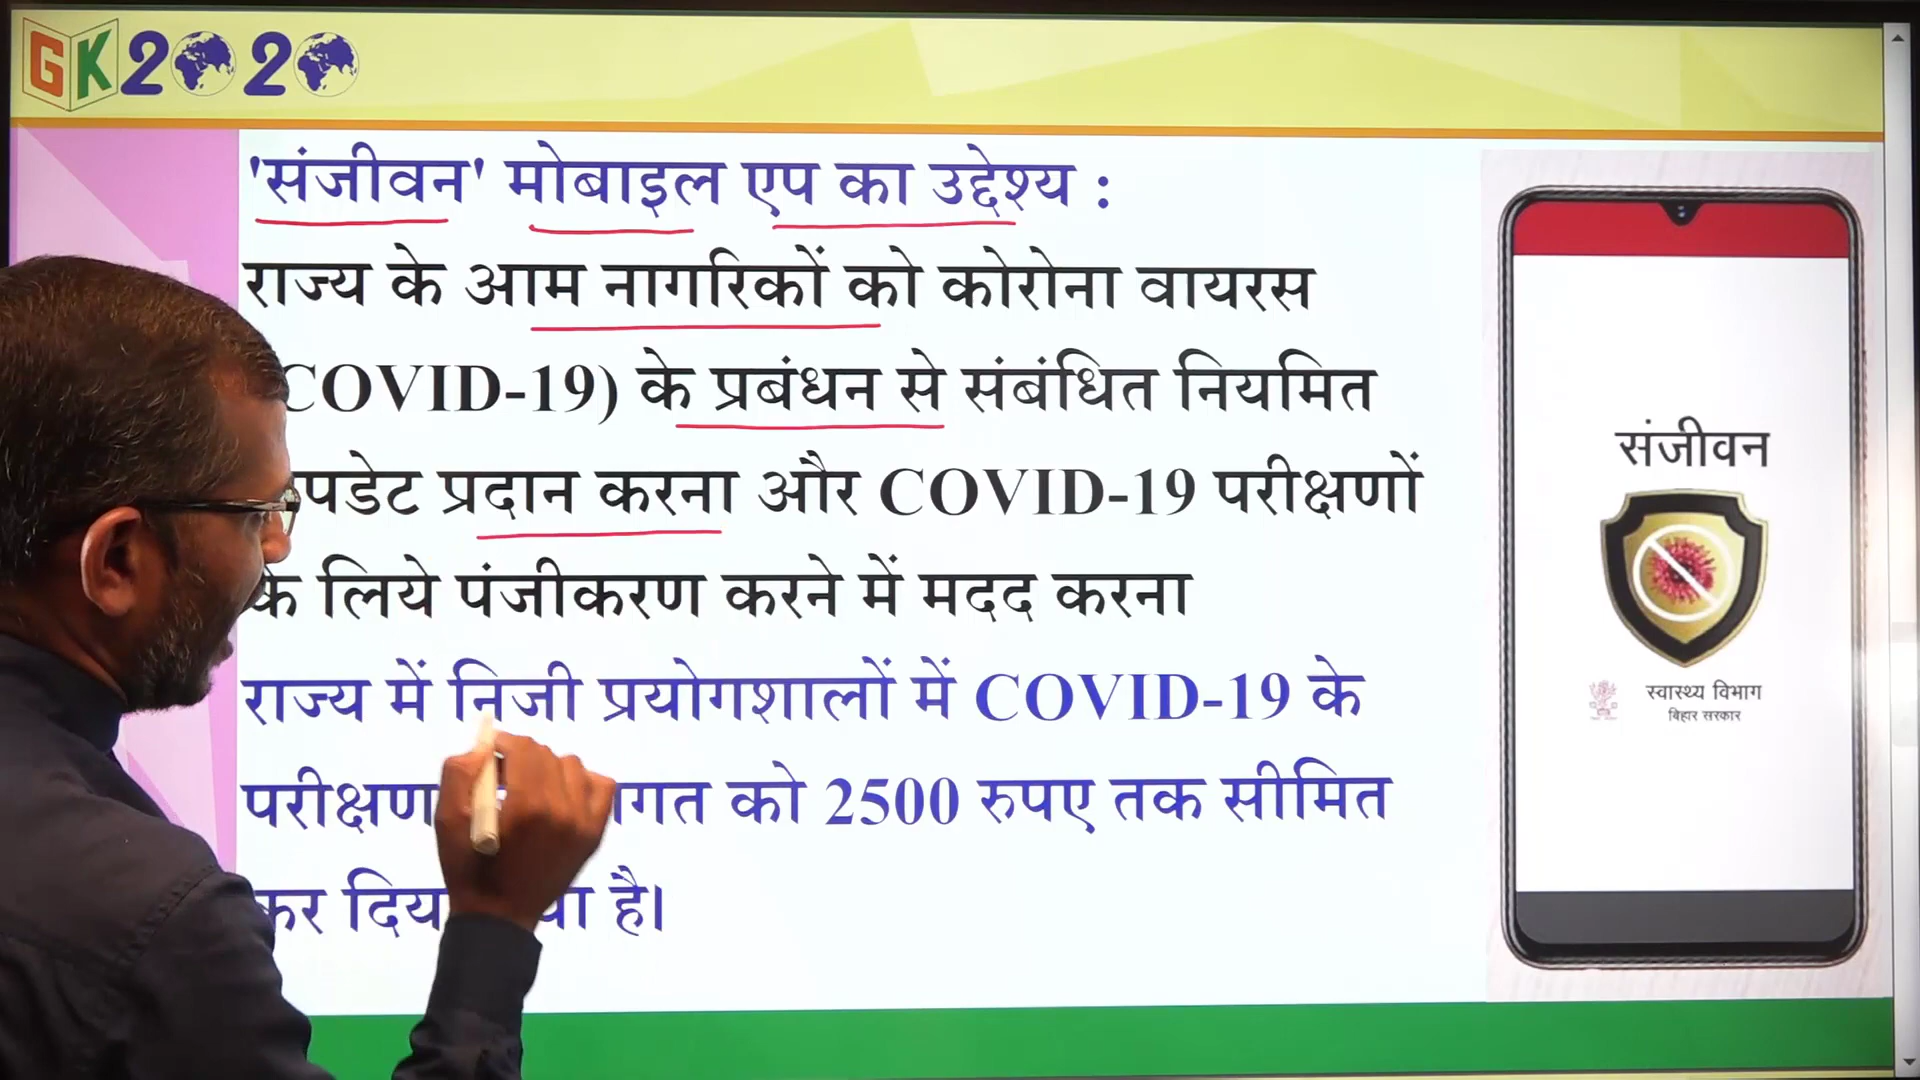 GK2020
'संजीवन' मोबाइल एप का उद्देश्य :
राज्य के आम नागरिकों को कोरोना वायरस
COVID-19) के प्रबंधन से संबंधित नियमित
पडेट प्रदान करना और COVID-19 परीक्षणों
के लिये पंजीकरण करने में मदद करना
राज्य में निजी प्रयोगशालों में COVID-19 के
परीक्षण गत को 2500 रुपए तक सीमित
कर दिया है।
संजीवन
स्वास्थ्य विभाग
बिहार सरकार